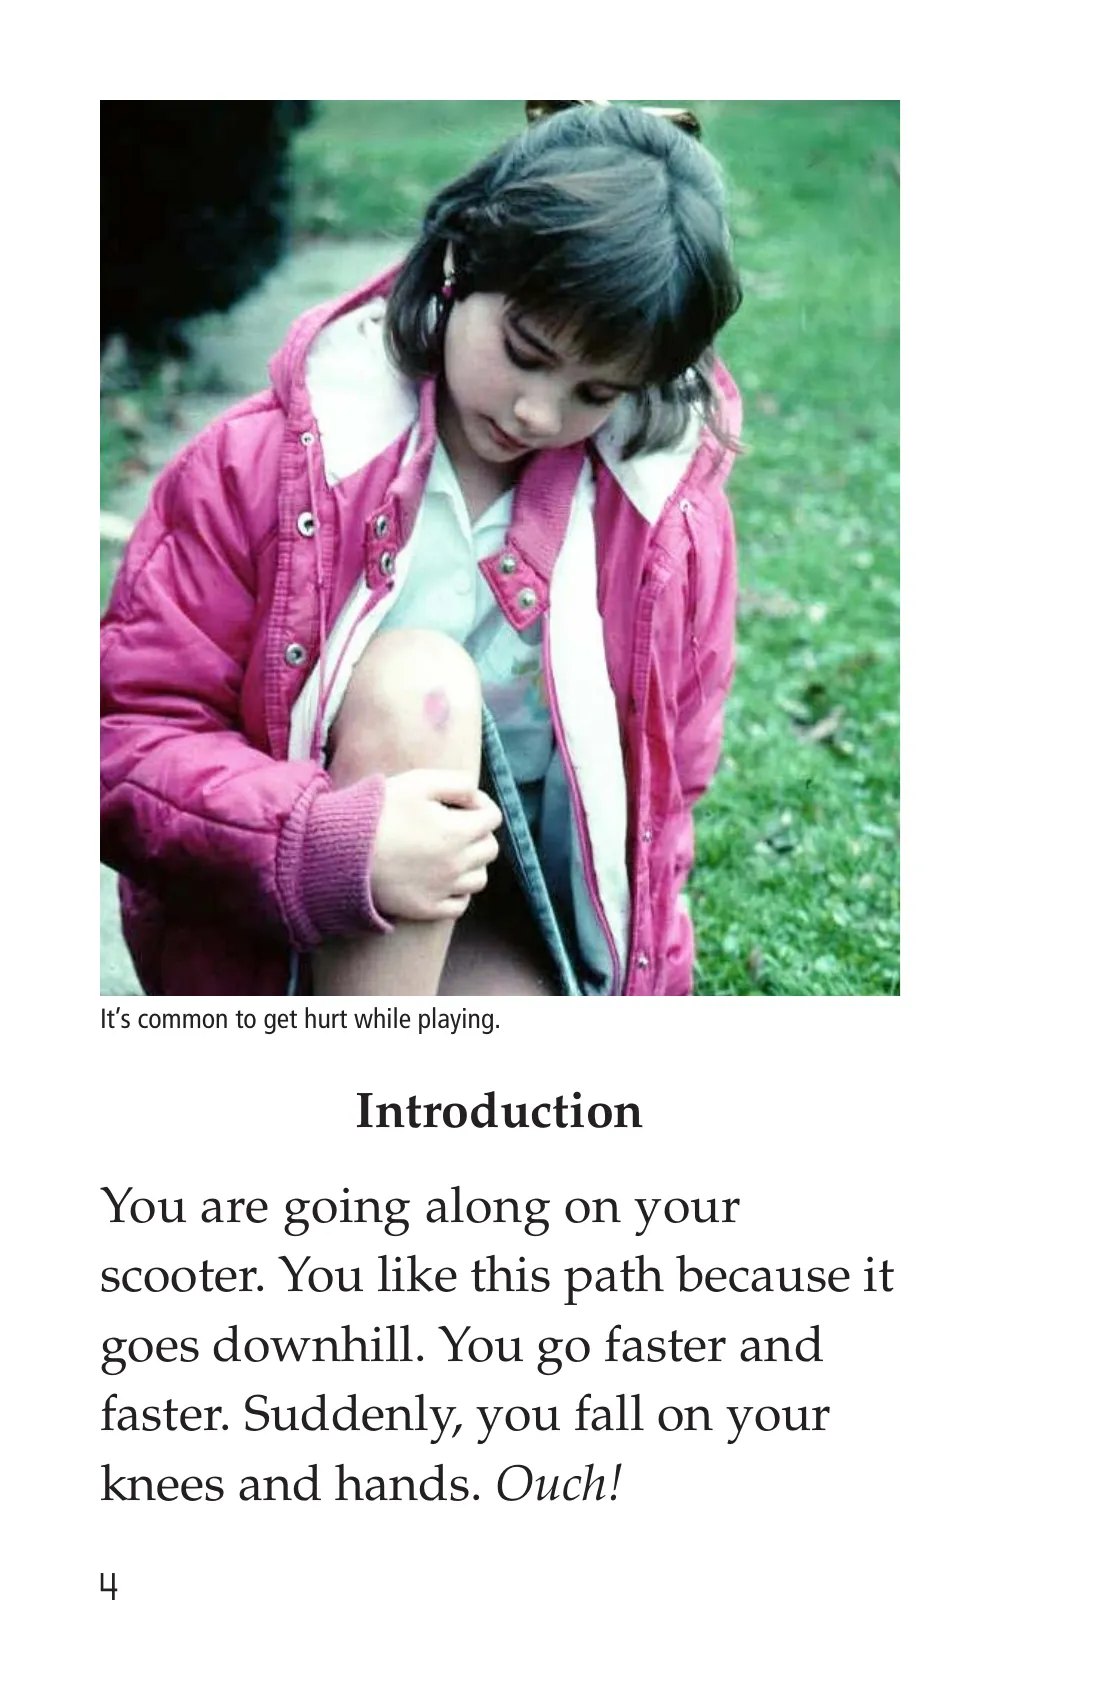 It’s common to get hurt while playing.
Introduction
You are going along on your
scooter. You like this path because it
goes downhill. You go faster and
faster. Suddenly, you fall on your
knees and hands. Ouch!
4